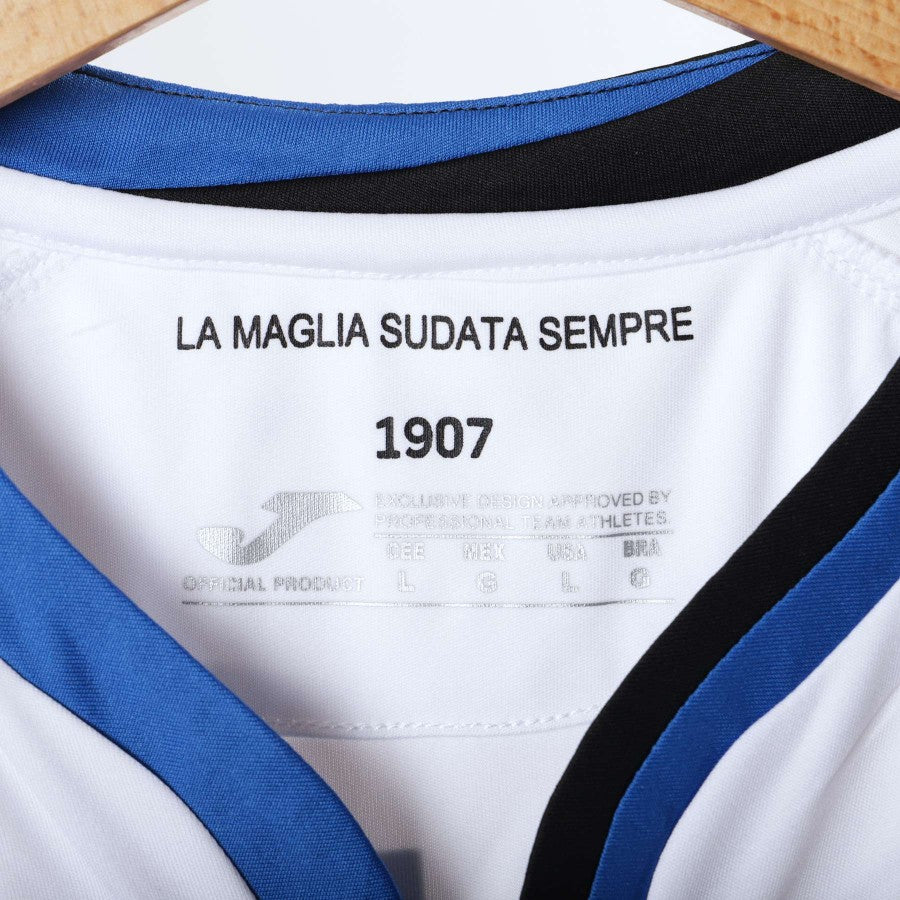 LA MAGLIA SUDATA SEMPRE
1907
EXCLUSIVE DESIGN APPROVED BY
PROFESSIONAL TEAM ATHLETES
CEE MEX USA BRA
OFFICIAL PRODUCT L G L G